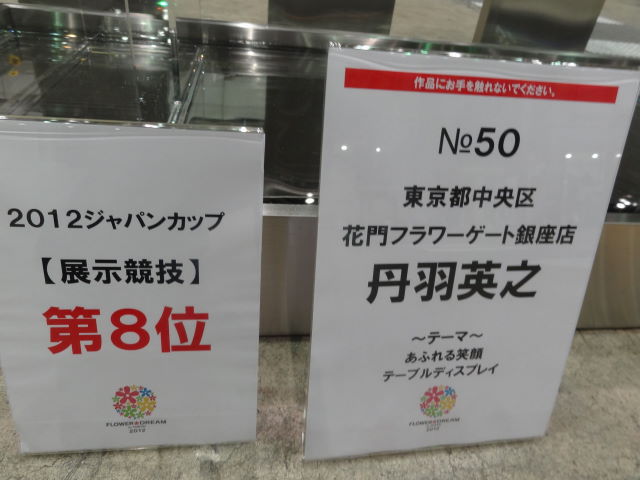 2012ジャパンカップ
【展示競技】
第8位
FLOWER DREAM
2012
作品にお手を触れないでください。
№50
東京都中央区
花門フラワーゲート銀座店
丹羽英之
～テーマ～
あふれる笑顔
テーブルディスプレイ
FLOWER DREAM
2012